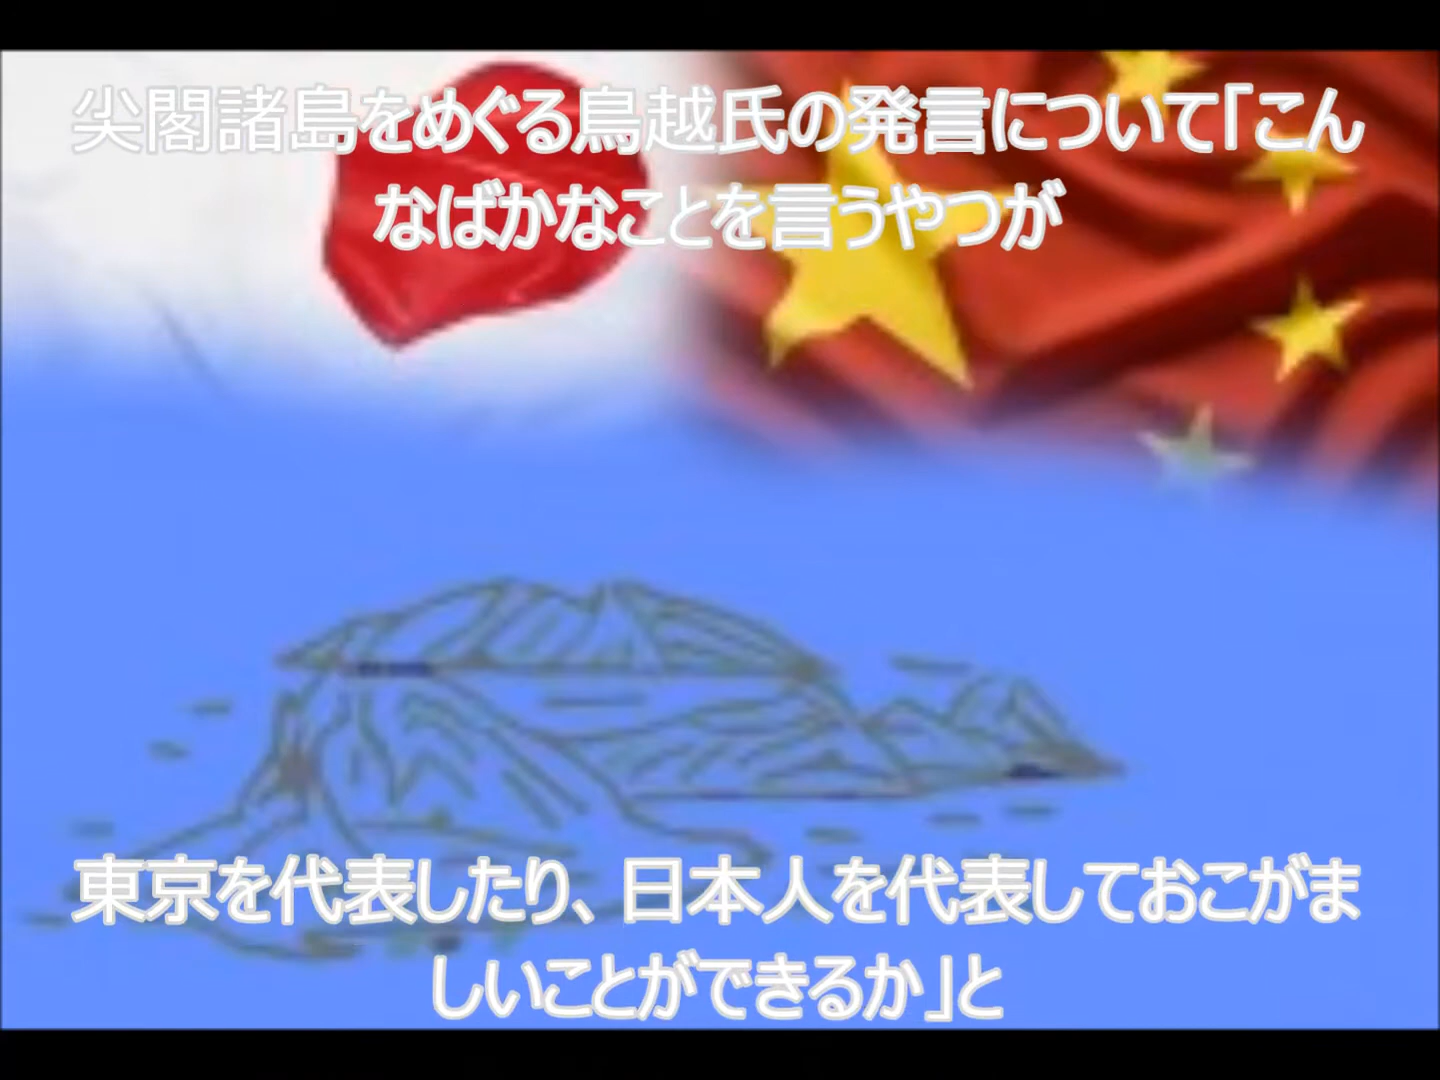 尖閣諸島をめぐる鳥越氏の発言について「こん
なばかなことを言うやつが
東京を代表したり、日本人を代表しておこがま
しいことができるか」と